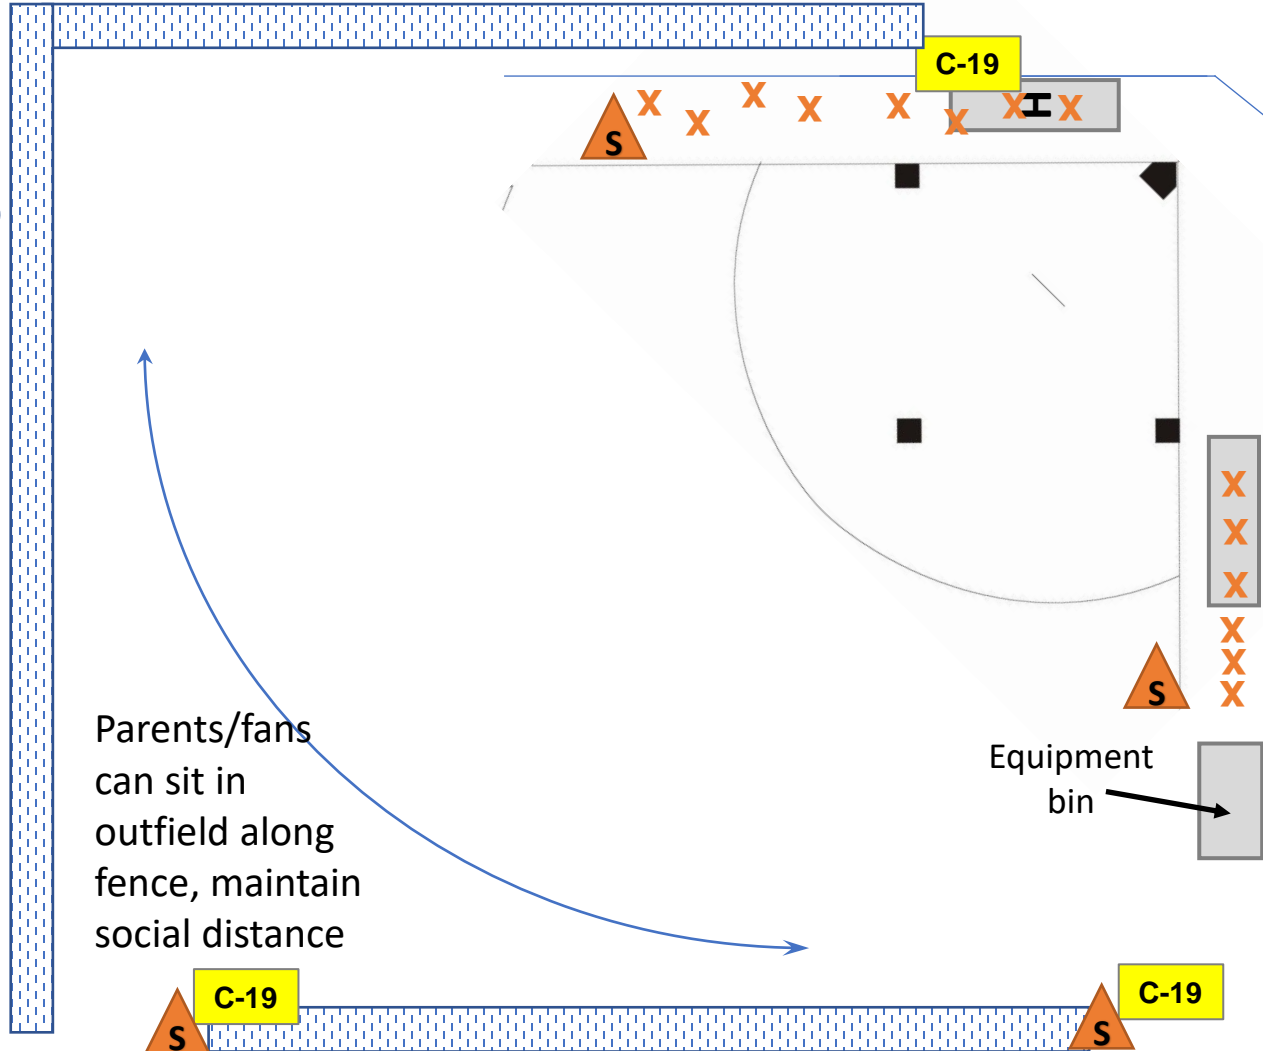 C-19
X X X X X X X H X
S
X
X
X
X
X
X
S
Equipment
bin
Parents/fans
can sit in
outfield along
fence, maintain
social distance
C-19
C-19
S
S